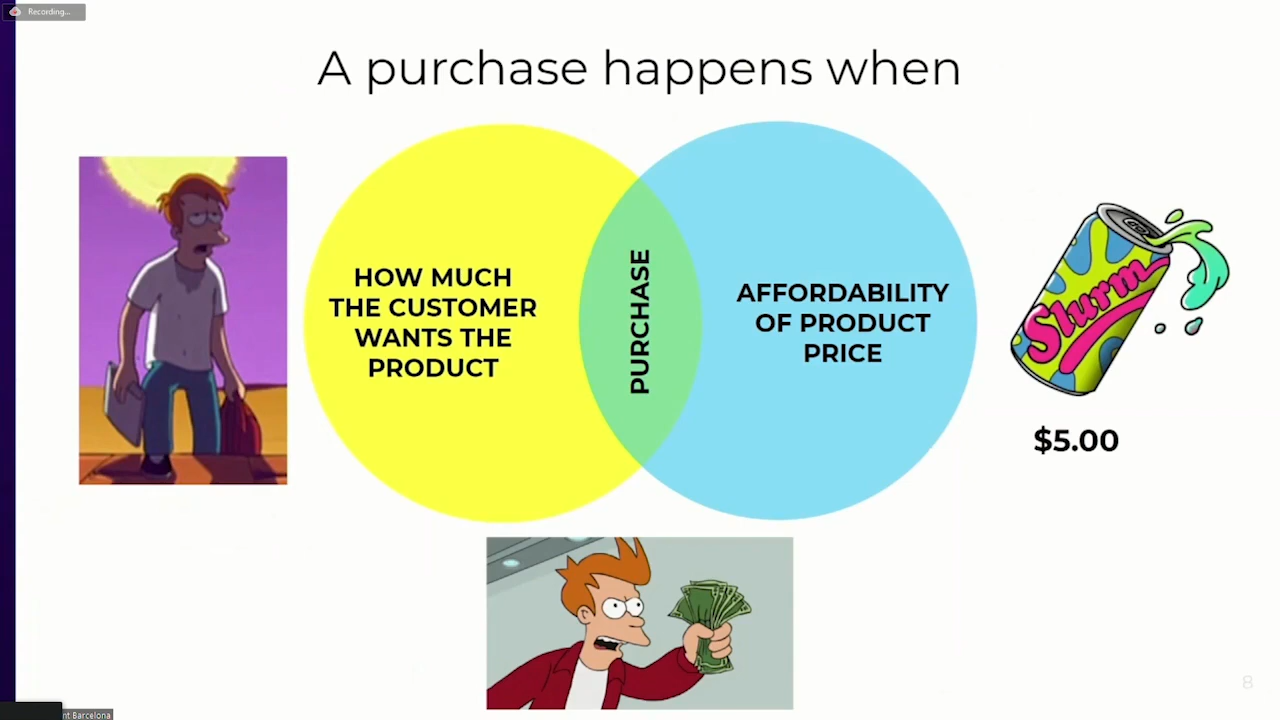 Recording...
A purchase happens when
HOW MUCH
THE CUSTOMER
WANTS THE
PRODUCT
PURCHASE
AFFORDABILITY
OF PRODUCT
PRICE
Slurm
$5.00
8
Barcelona